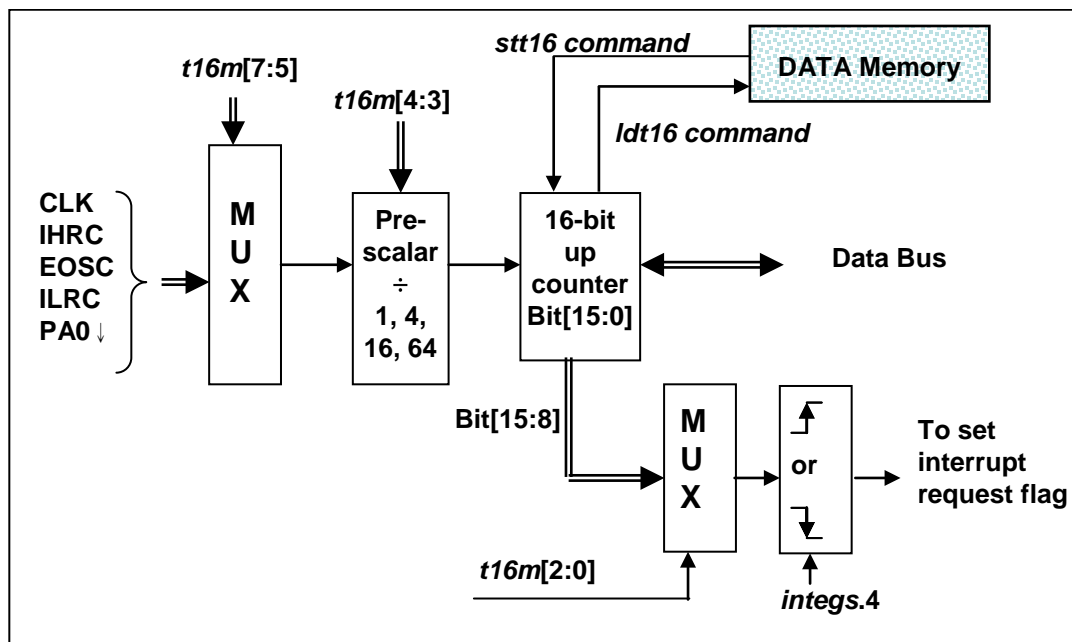 stt16 command
DATA Memory
t16m[7:5]
t16m[4:3]
ldt16 command
CLK
IHRC
EOSC
ILRC
PA0 ↓
M
U
X
Pre-
scalar
÷
1, 4,
16, 64
16-bit
up
counter
Bit[15:0]
Data Bus
Bit[15:8]
M
U
X
or
To set
interrupt
request flag
t16m[2:0]
integs.4